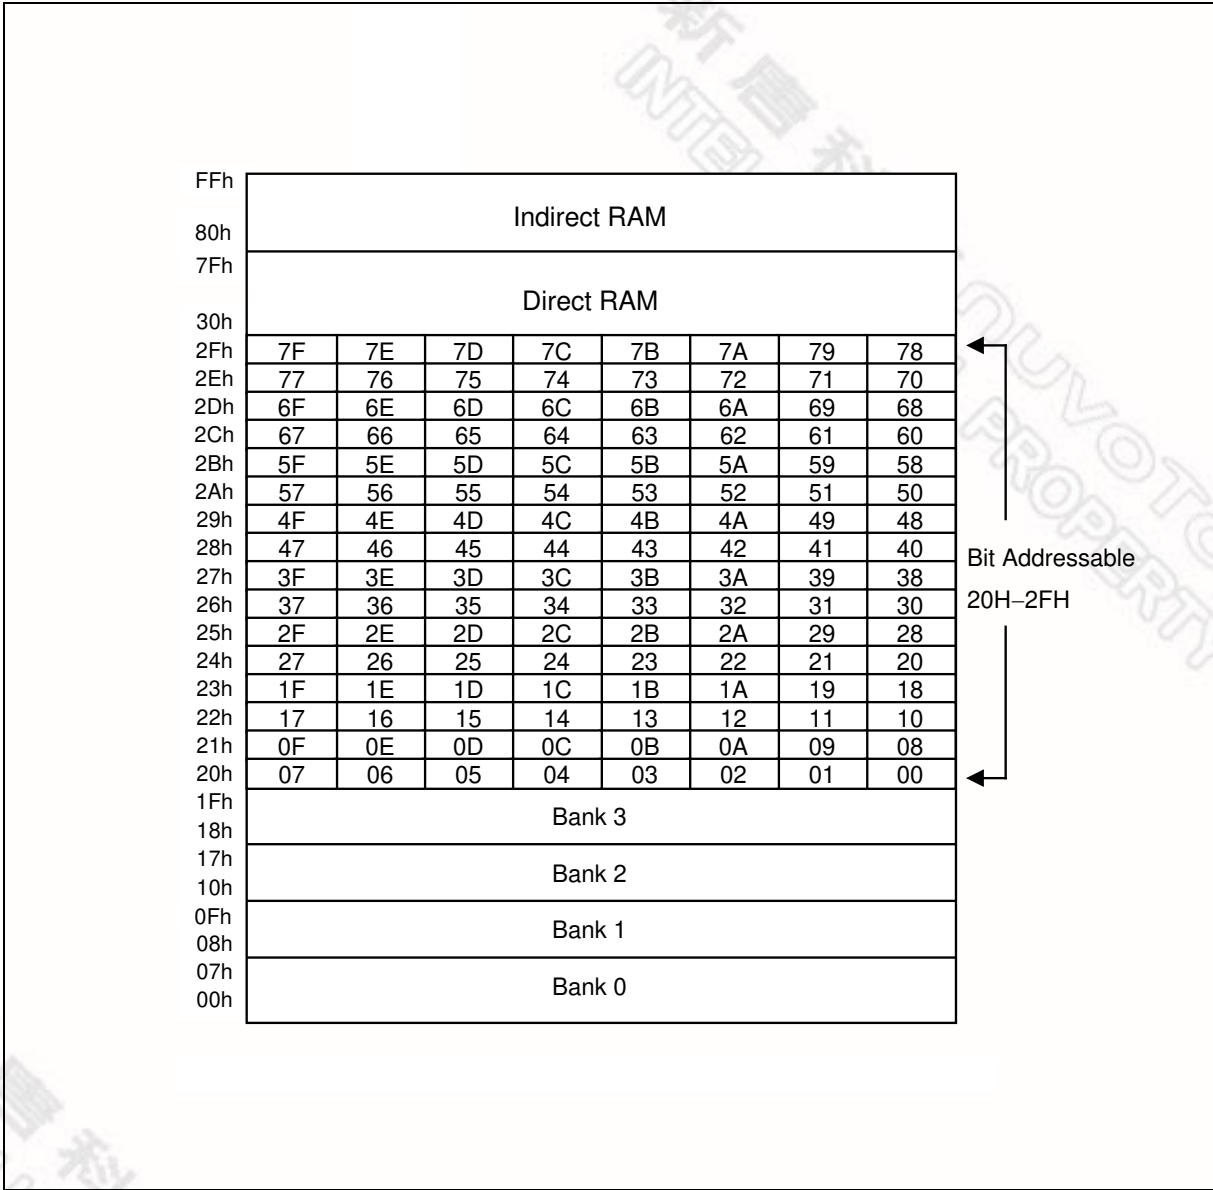 新唐科
INTEL
NUVOTO
PROPERTY
FFh
Indirect RAM
80h
7Fh
Direct RAM
30h
2Fh 7F 7E 7D 7C 7B 7A 79 78
2Eh 77 76 75 74 73 72 71 70
2Dh 6F 6E 6D 6C 6B 6A 69 68
2Ch 67 66 65 64 63 62 61 60
2Bh 5F 5E 5D 5C 5B 5A 59 58
2Ah 57 56 55 54 53 52 51 50
29h 4F 4E 4D 4C 4B 4A 49 48
28h 47 46 45 44 43 42 41 40
27h 3F 3E 3D 3C 3B 3A 39 38
26h 37 36 35 34 33 32 31 30
25h 2F 2E 2D 2C 2B 2A 29 28
24h 27 26 25 24 23 22 21 20
23h 1F 1E 1D 1C 1B 1A 19 18
22h 17 16 15 14 13 12 11 10
21h 0F 0E 0D 0C 0B 0A 09 08
20h 07 06 05 04 03 02 01 00
Bit Addressable
20H–2FH
1Fh
Bank 3
18h
17h
Bank 2
10h
0Fh
Bank 1
08h
07h
Bank 0
00h
唐科